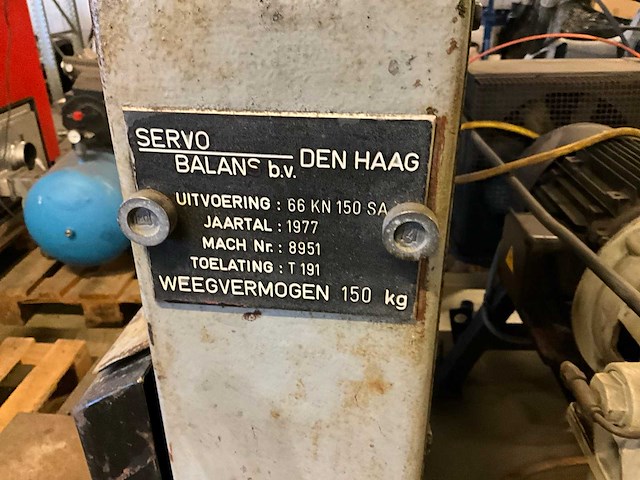 SERVO
BALANS b.v. DEN HAAG
UITVOERING : 66 KN 150 SA
JAARTAL : 1977
MACH Nr. : 8951
TOELATING : T 191
WEEGVERMOGEN 150 kg